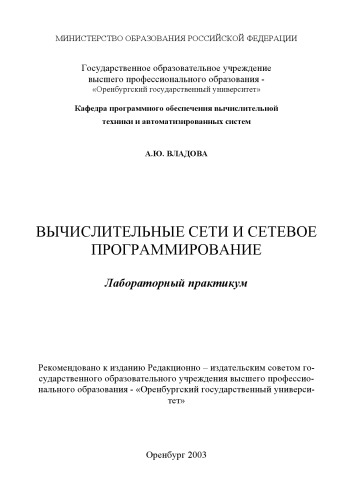 МИНИСТЕРСТВО ОБРАЗОВАНИЯ РОССИЙСКОЙ ФЕДЕРАЦИИ
Государственное образовательное учреждение
высшего профессионального образования -
«Оренбургский государственный университет»
Кафедра программного обеспечения вычислительной
техники и автоматизированных систем
А.Ю. ВЛАДОВА
ВЫЧИСЛИТЕЛЬНЫЕ СЕТИ И СЕТЕВОЕ
ПРОГРАММИРОВАНИЕ
Лабораторный практикум
Рекомендовано к изданию Редакционно – издательским советом го-
сударственного образовательного учреждения высшего профессио-
нального образования - «Оренбургский государственный универси-
тет»
Оренбург 2003